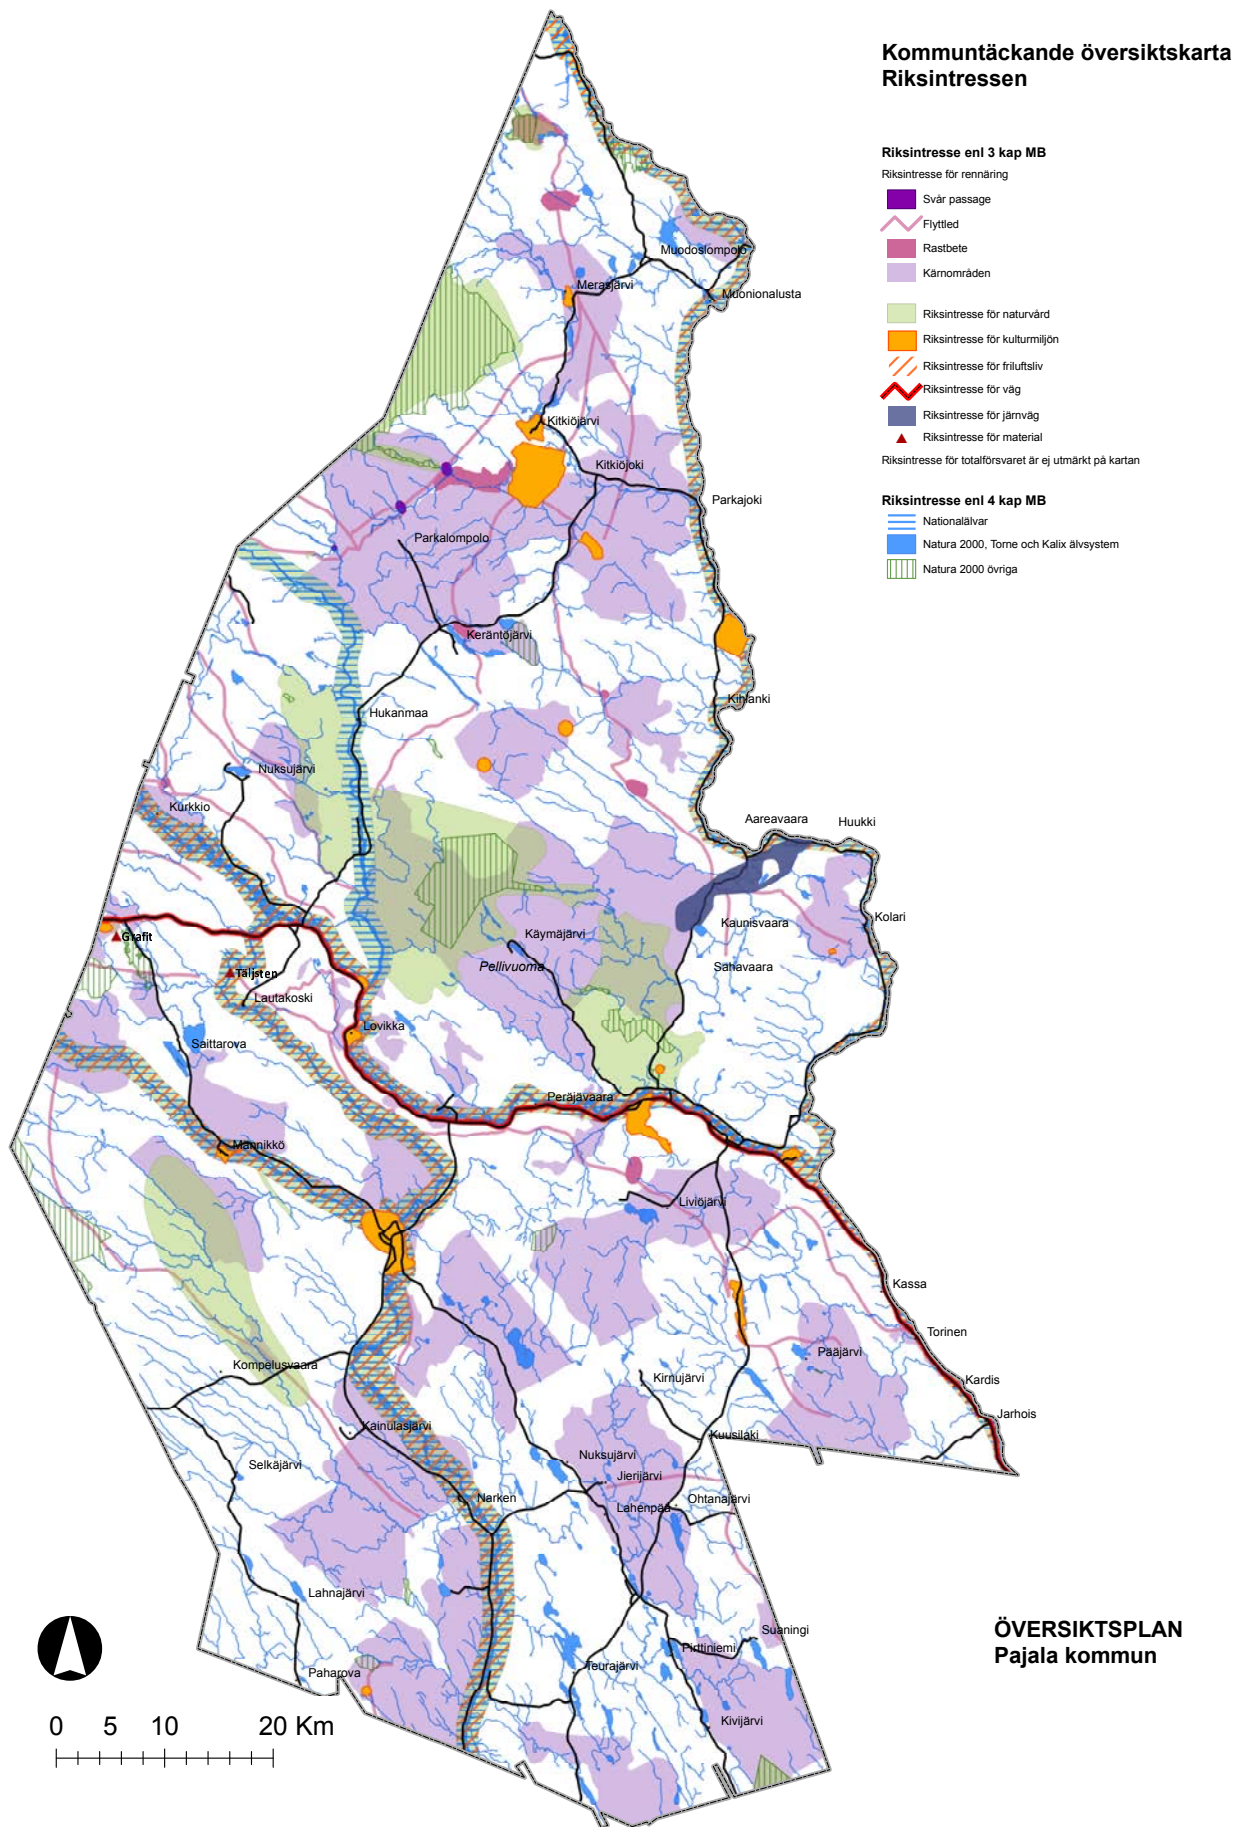 Kommuntäckande översiktskarta
Riksintressen
Riksintresse enl 3 kap MB
Riksintresse för rennäring
Svår passage
Flyttled
Rastbete
Kärnområden
Riksintresse för naturvård
Riksintresse för kulturmiljön
Riksintresse för friluftsliv
Riksintresse för väg
Riksintresse för järnväg
Riksintresse för material
Riksintresse för totalförsvaret är ej utmärkt på kartan
Riksintresse enl 4 kap MB
Nationalälvar
Natura 2000, Torne och Kalix älvsystem
Natura 2000 övriga
Muodoslompolo
Merasjärvi
Muonionalusta
Kitkiöjärvi
Kitkiöjoki
Parkajoki
Parkalompolo
Keräntöjärvi
Kihlanki
Hukanmaa
Nuksujärvi
Kurkkio
Aareavaara
Huukki
Kolari
Kaunisvaara
Käymäjärvi
Grafit
Pellivuoma
Sahavaara
Täljsten
Lautakoski
Lovikka
Saittarova
Peräjävaara
Männikkö
Liviöjärvi
Kassa
Torinen
Pääjärvi
Kompelusvaara
Kirnujärvi
Kardis
Jarhois
Kainulasjärvi
Kuusilaki
Nuksujärvi
Selkäjärvi
Jierijärvi
Narken
Lahenpää
Ohtanajärvi
Lahnajärvi
Suaningi
Pirttiniemi
Paharova
Teurajärvi
Kivijärvi
ÖVERSIKTSPLAN
Pajala kommun
0 5 10 20 Km